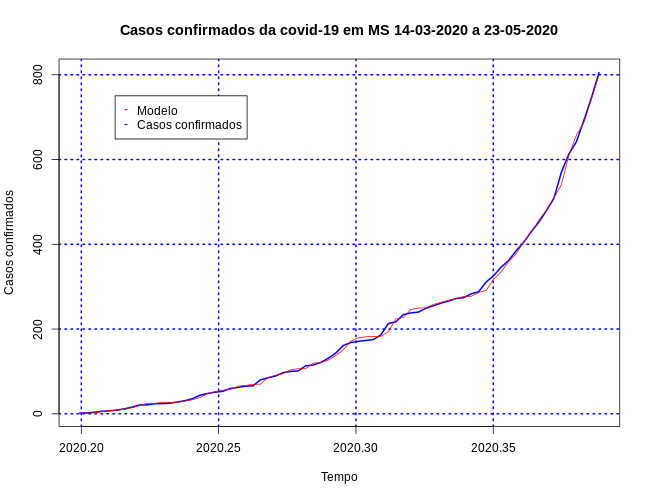 Casos confirmados da covid-19 em MS 14-03-2020 a 23-05-2020
800
600
400
200
0
Casos confirmados
- Modelo
- Casos confirmados
2020.20 2020.25 2020.30 2020.35
Tempo